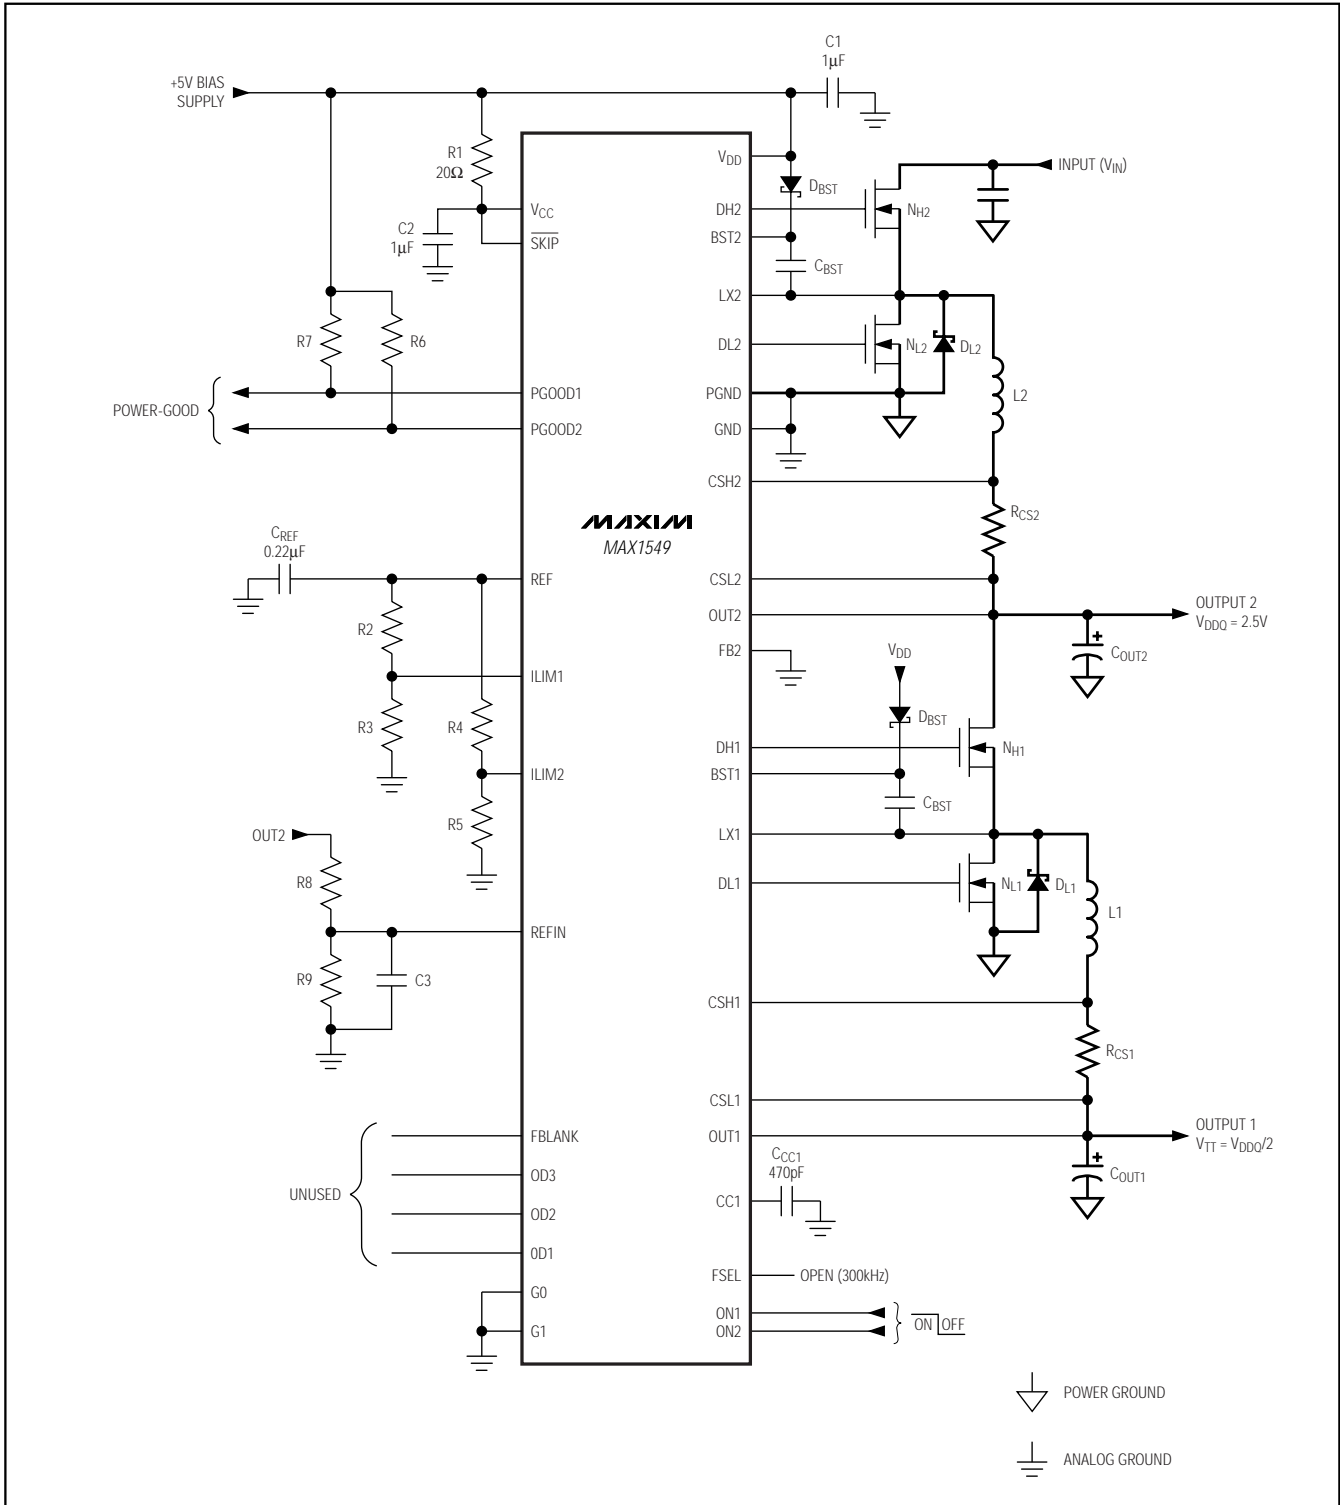 C1
1µF
+5V BIAS
SUPPLY
R1
20Ω
VDD
DBST
INPUT (VIN)
C2
1µF
VCC
SKIP
DH2
NH2
BST2
CBST
LX2
R7
R6
DL2
NL2
DL2
L2
POWER-GOOD
PGOOD1
PGND
PGOOD2
GND
CSH2
RCS2
MAXIM
MAX1549
CREF
0.22µF
REF
CSL2
OUT2
OUTPUT 2
VDDQ = 2.5V
R2
FB2
VDD
COUT2
ILIM1
R3
R4
DBST
DH1
NH1
ILIM2
BST1
CBST
R5
OUT2
LX1
R8
DL1
NL1
DL1
L1
REFIN
R9
C3
CSH1
RCS1
CSL1
FBLANK
OUT1
OUTPUT 1
VTT = VDDQ/2
OD3
CCC1
470pF
COUT1
UNUSED
OD2
CC1
0D1
FSEL
OPEN (300kHz)
G0
ON1
ON OFF
G1
ON2
POWER GROUND
ANALOG GROUND